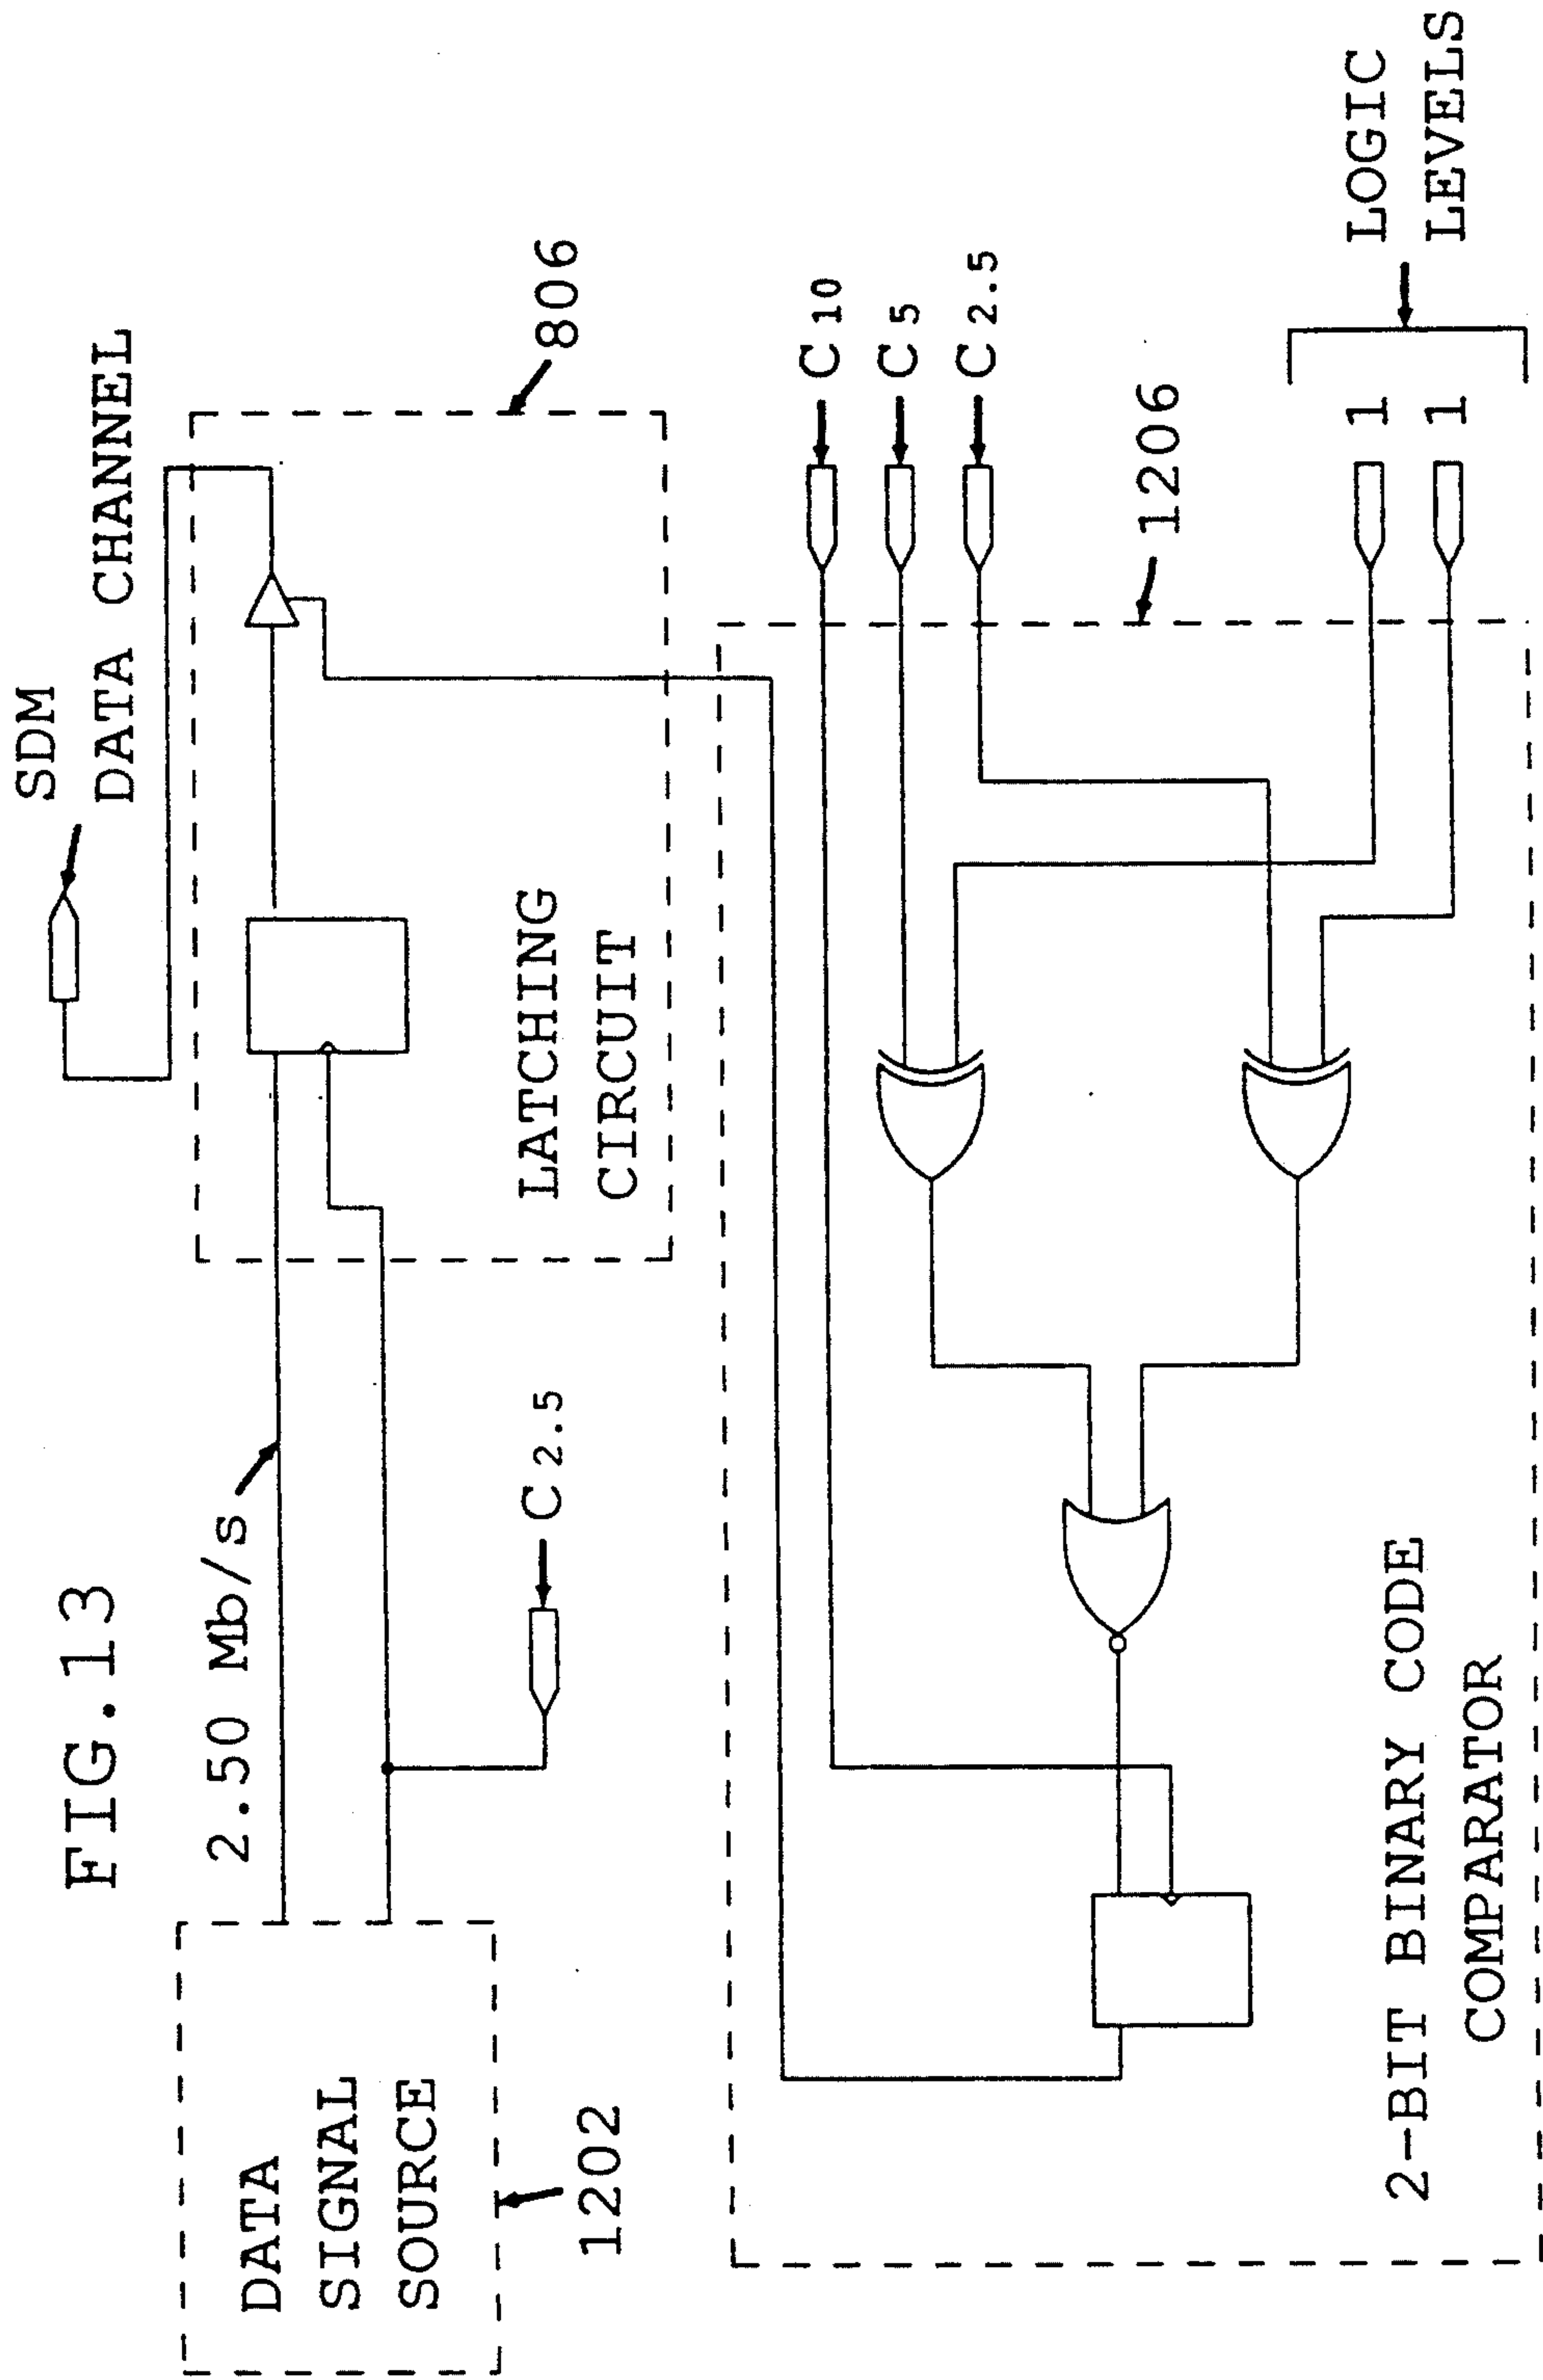 FIG.13
SDM
DATA CHANNEL
2.50 Mb/s
DATA
SIGNAL
SOURCE
1202
C 2.5
LATCHING
CIRCUIT
806
C 10
C 5
C 2.5
1206
1
1
LOGIC
LEVELS
2-BIT BINARY CODE
COMPARATOR